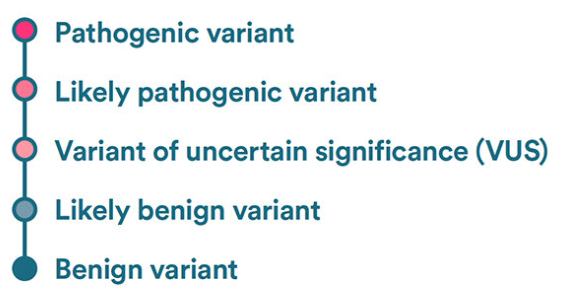 Pathogenic variant
Likely pathogenic variant
Variant of uncertain significance (VUS)
Likely benign variant
Benign variant